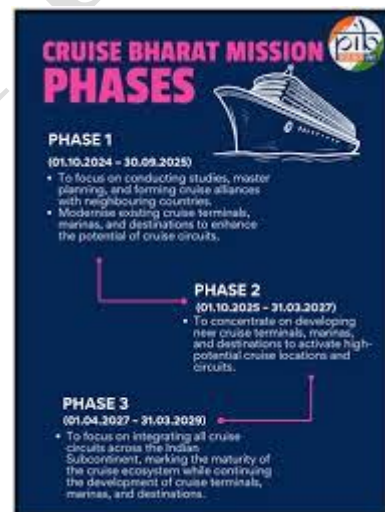 CRUISE BHARAT MISSION
PHASES
pib
PHASE 1
(01.10.2024 - 30.09.2025)
• To focus on conducting studies, master
planning, and forming cruise alliances
with neighbouring countries.
• Modernise existing cruise terminals,
marinas, and destinations to enhance
the potential of cruise circuits.
PHASE 2
(01.10.2025 - 31.03.2027)
• To concentrate on developing
new cruise terminals, marinas,
and destinations to activate high-
potential cruise locations and
circuits.
PHASE 3
(01.04.2027 - 31.03.2029)
• To focus on integrating all cruise
circuits across the Indian
Subcontinent, marking the maturity of
the cruise ecosystem while continuing
the development of cruise terminals,
marinas, and destinations.